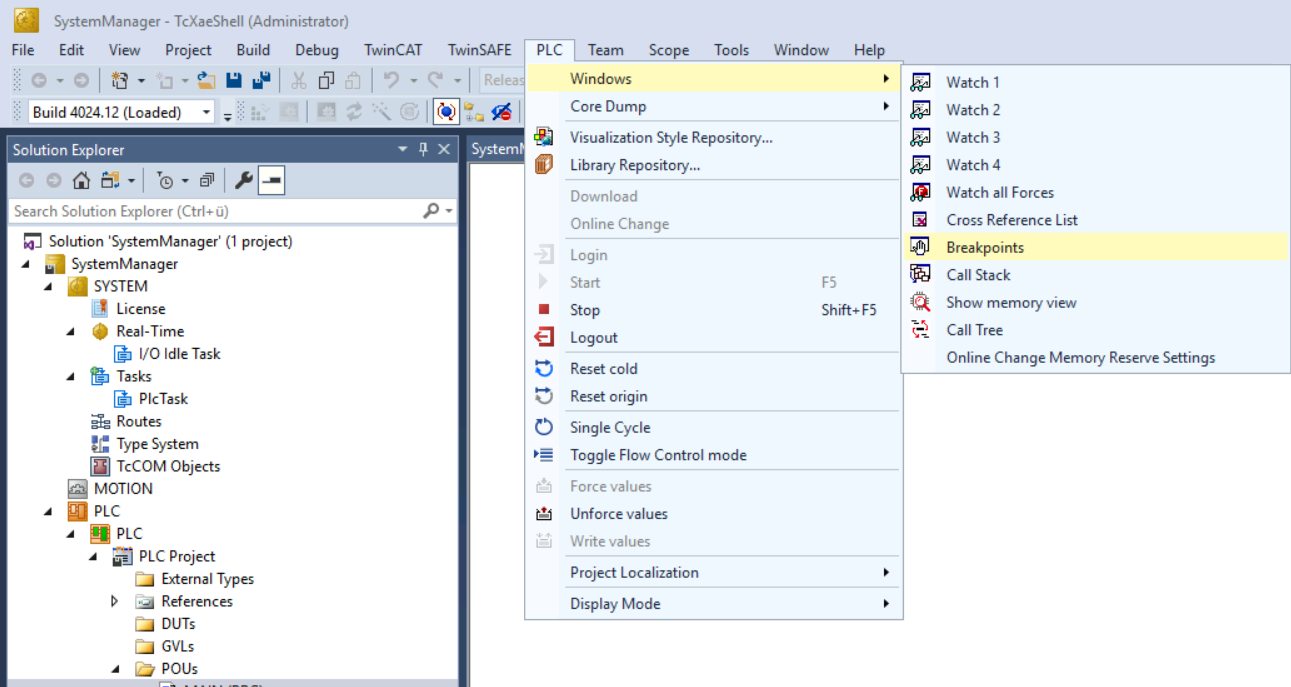 SystemManager - TcXaeShell (Administrator)
File Edit View Project Build Debug TwinCAT TwinSAFE PLC Team Scope Tools Window Help
Build 4024.12 (Loaded)
Solution Explorer
Search Solution Explorer (Ctrl+ü)
Solution 'SystemManager' (1 project)
SystemManager
SYSTEM
License
Real-Time
I/O Idle Task
Tasks
PlcTask
Routes
Type System
TcCOM Objects
MOTION
PLC
PLC
PLC Project
External Types
References
DUTs
GVLs
POUs
Windows
Core Dump
Visualization Style Repository...
Library Repository...
Download
Online Change
Login
Start F5
Stop Shift+F5
Logout
Reset cold
Reset origin
Single Cycle
Toggle Flow Control mode
Force values
Unforce values
Write values
Project Localization
Display Mode
Watch 1
Watch 2
Watch 3
Watch 4
Watch all Forces
Cross Reference List
Breakpoints
Call Stack
Show memory view
Call Tree
Online Change Memory Reserve Settings